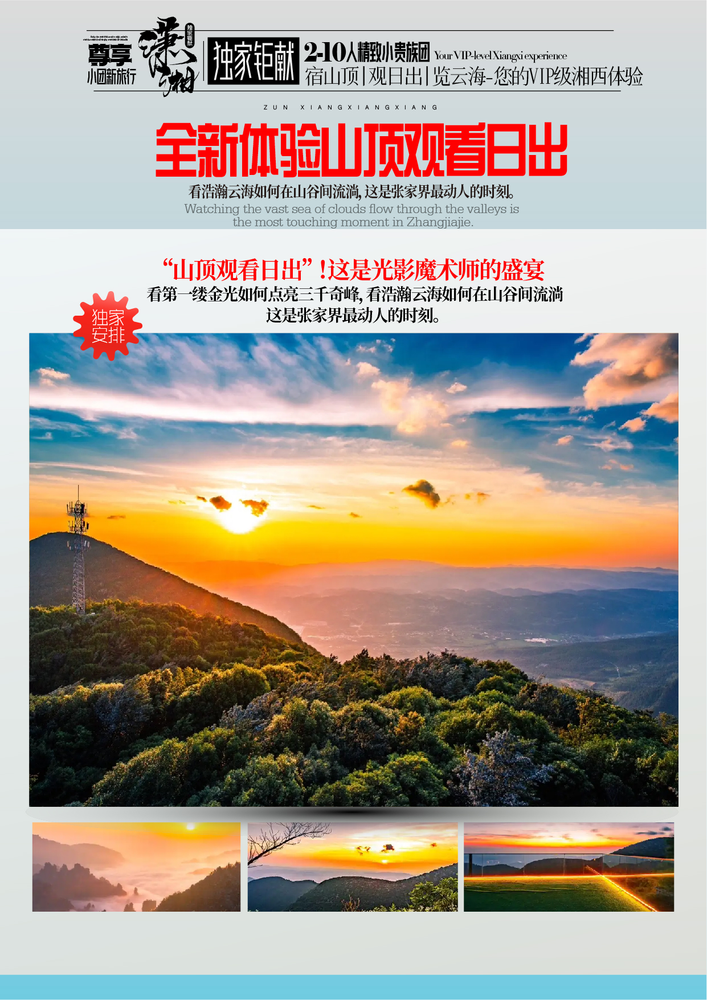 尊享
小团新旅行
潇湘
独家钜献
独家钜献
2-10人精致小贵族团 Your VIP-level Xiangxi experience
宿山顶|观日出|览云海-您的VIP级湘西体验
ZUN XIANGXIANGXIANG
全新体验山顶观看日出
看浩瀚云海如何在山谷间流淌, 这是张家界最动人的时刻。
Watching the vast sea of clouds flow through the valleys is
the most touching moment in Zhangjiajie.
“山顶观看日出”!这是光影魔术师的盛宴
看第一缕金光如何点亮三千奇峰, 看浩瀚云海如何在山谷间流淌
这是张家界最动人的时刻。
独家
安排